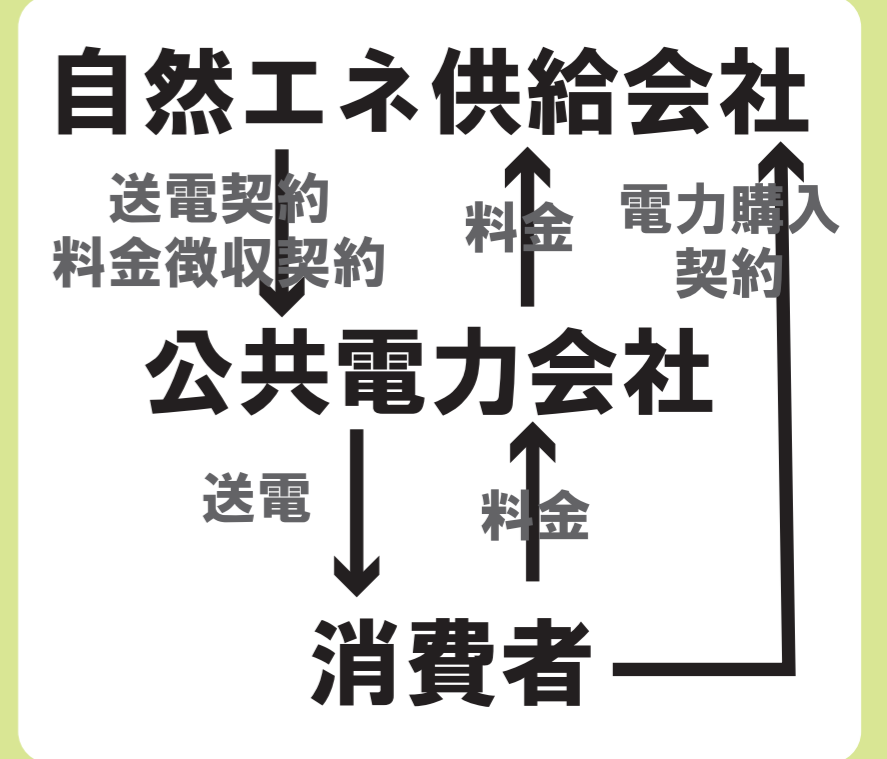 自然エネ供給会社
送電契約
料金徴収契約
料金
電力購入
契約
公共電力会社
送電
料金
消費者